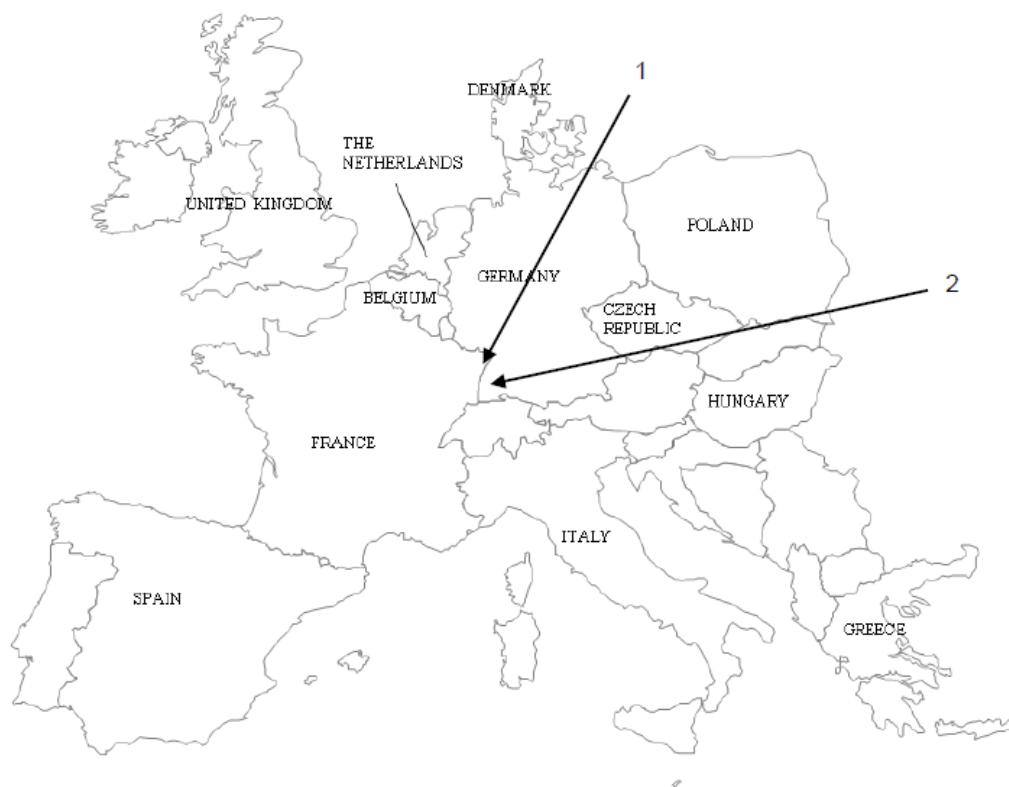 1
DENMARK
THE
NETHERLANDS
UNITED KINGDOM
POLAND
GERMANY
2
BELGIUM
CZECH
REPUBLIC
HUNGARY
FRANCE
ITALY
SPAIN
GREECE